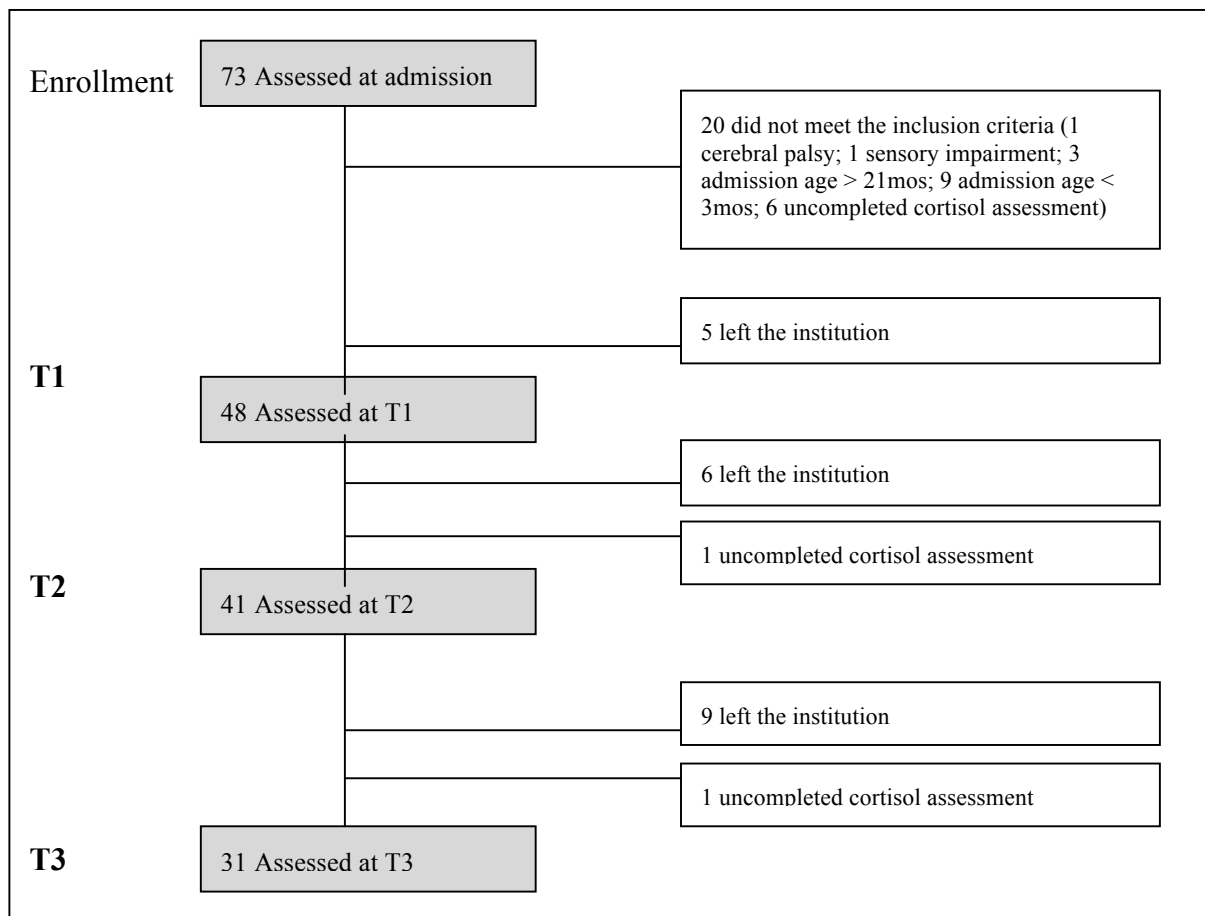 Enrollment
73 Assessed at admission
20 did not meet the inclusion criteria (1
cerebral palsy; 1 sensory impairment; 3
admission age > 21mos; 9 admission age <
3mos; 6 uncompleted cortisol assessment)
5 left the institution
T1
48 Assessed at T1
6 left the institution
1 uncompleted cortisol assessment
T2
41 Assessed at T2
9 left the institution
1 uncompleted cortisol assessment
T3
31 Assessed at T3